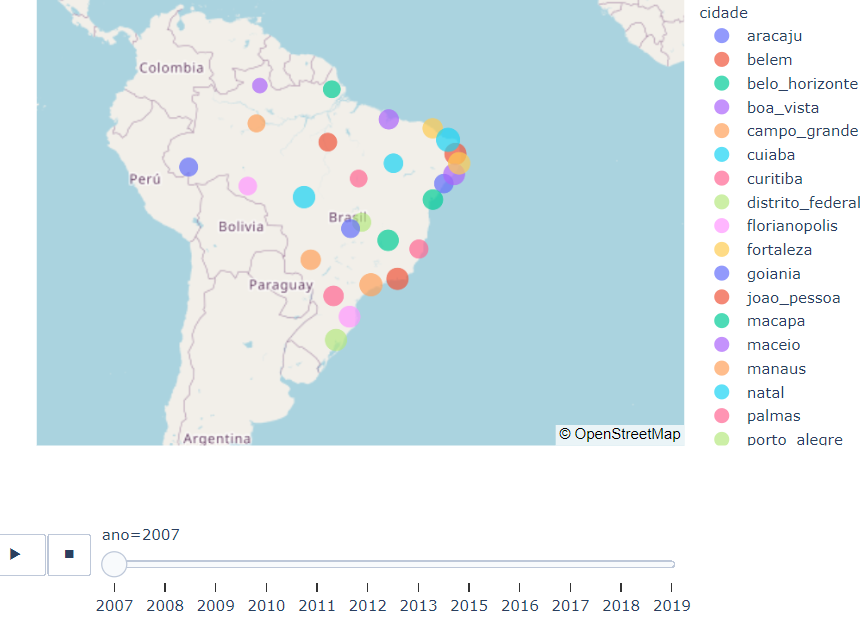 Colombia
Perú
Brasil
Bolivia
Paraguay
Argentina
© OpenStreetMap
cidade
aracaju
belem
belo_horizonte
boa_vista
campo_grande
cuiaba
curitiba
distrito_federal
florianopolis
fortaleza
goiania
joao_pessoa
macapa
maceio
manaus
natal
palmas
porto_alegre
ano=2007
2007 2008 2009 2010 2011 2012 2013 2015 2016 2017 2018 2019